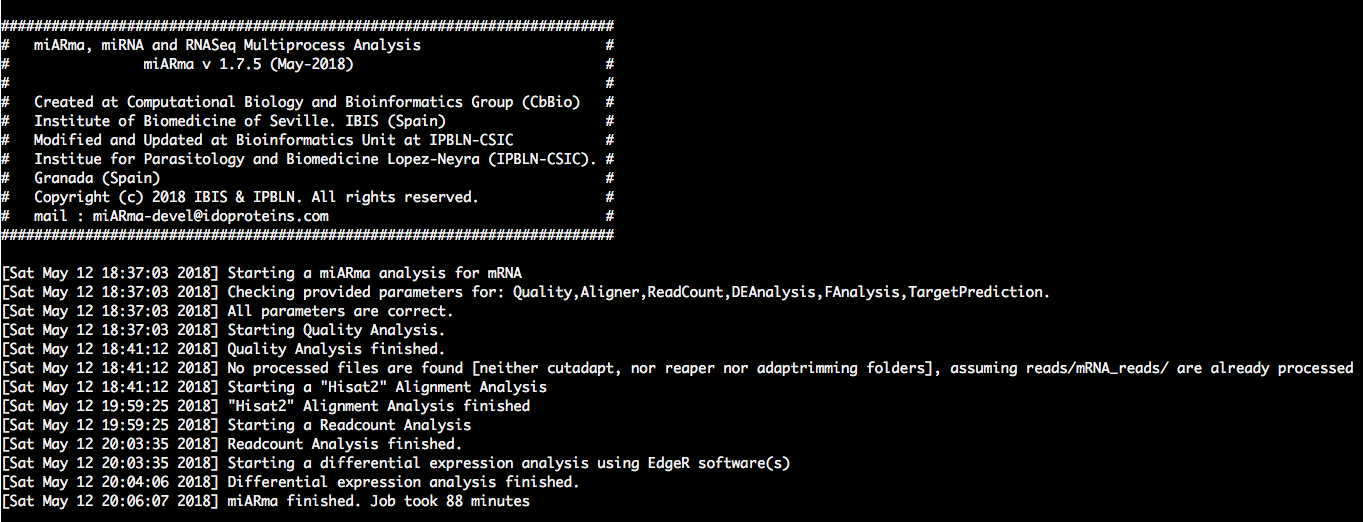 #########################################################################
#   miARma, miRNA and RNASeq Multiprocess Analysis                      #
#                miARma v 1.7.5 (May-2018)                              #
#                                                                       #
#   Created at Computational Biology and Bioinformatics Group (CbBio)   #
#   Institute of Biomedicine of Seville. IBIS (Spain)                   #
#   Modified and Updated at Bioinformatics Unit at IPBLN-CSIC           #
#   Institue for Parasitology and Biomedicine Lopez-Neyra (IPBLN-CSIC). #
#   Granada (Spain)                                                     #
#   Copyright (c) 2018 IBIS & IPBLN. All rights reserved.               #
#   mail : miARma-devel@idoproteins.com                                 #
#########################################################################
[Sat May 12 18:37:03 2018] Starting a miARma analysis for mRNA
[Sat May 12 18:37:03 2018] Checking provided parameters for: Quality,Aligner,ReadCount,DEAnalysis,FAnalysis,TargetPrediction.
[Sat May 12 18:37:03 2018] All parameters are correct.
[Sat May 12 18:37:03 2018] Starting Quality Analysis.
[Sat May 12 18:41:12 2018] Quality Analysis finished.
[Sat May 12 18:41:12 2018] No processed files are found [neither cutadapt, nor reaper nor adaptrimming folders], assuming reads/mRNA_reads/ are already processed
[Sat May 12 18:41:12 2018] Starting a "Hisat2" Alignment Analysis
[Sat May 12 19:59:25 2018] "Hisat2" Alignment Analysis finished
[Sat May 12 19:59:25 2018] Starting a Readcount Analysis
[Sat May 12 20:03:35 2018] Readcount Analysis finished.
[Sat May 12 20:03:35 2018] Starting a differential expression analysis using EdgeR software(s)
[Sat May 12 20:04:06 2018] Differential expression analysis finished.
[Sat May 12 20:06:07 2018] miARma finished. Job took 88 minutes